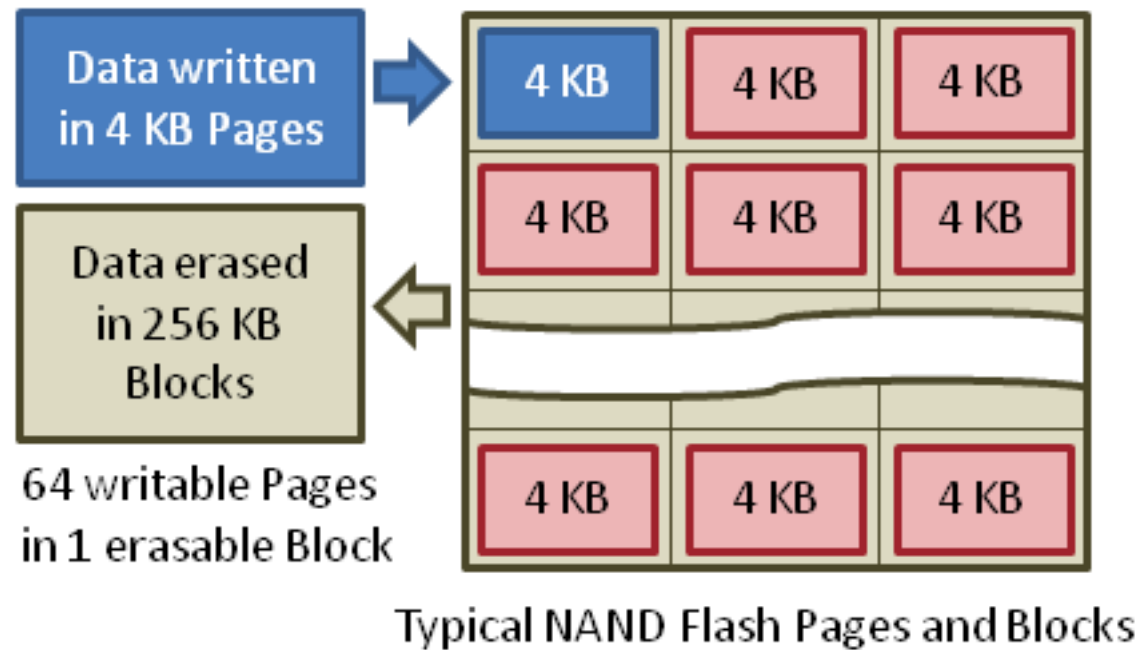 Data written
in 4 KB Pages
4 KB 4 KB 4 KB
4 KB 4 KB 4 KB
Data erased
in 256 KB
Blocks
4 KB 4 KB 4 KB
64 writable Pages
in 1 erasable Block
Typical NAND Flash Pages and Blocks